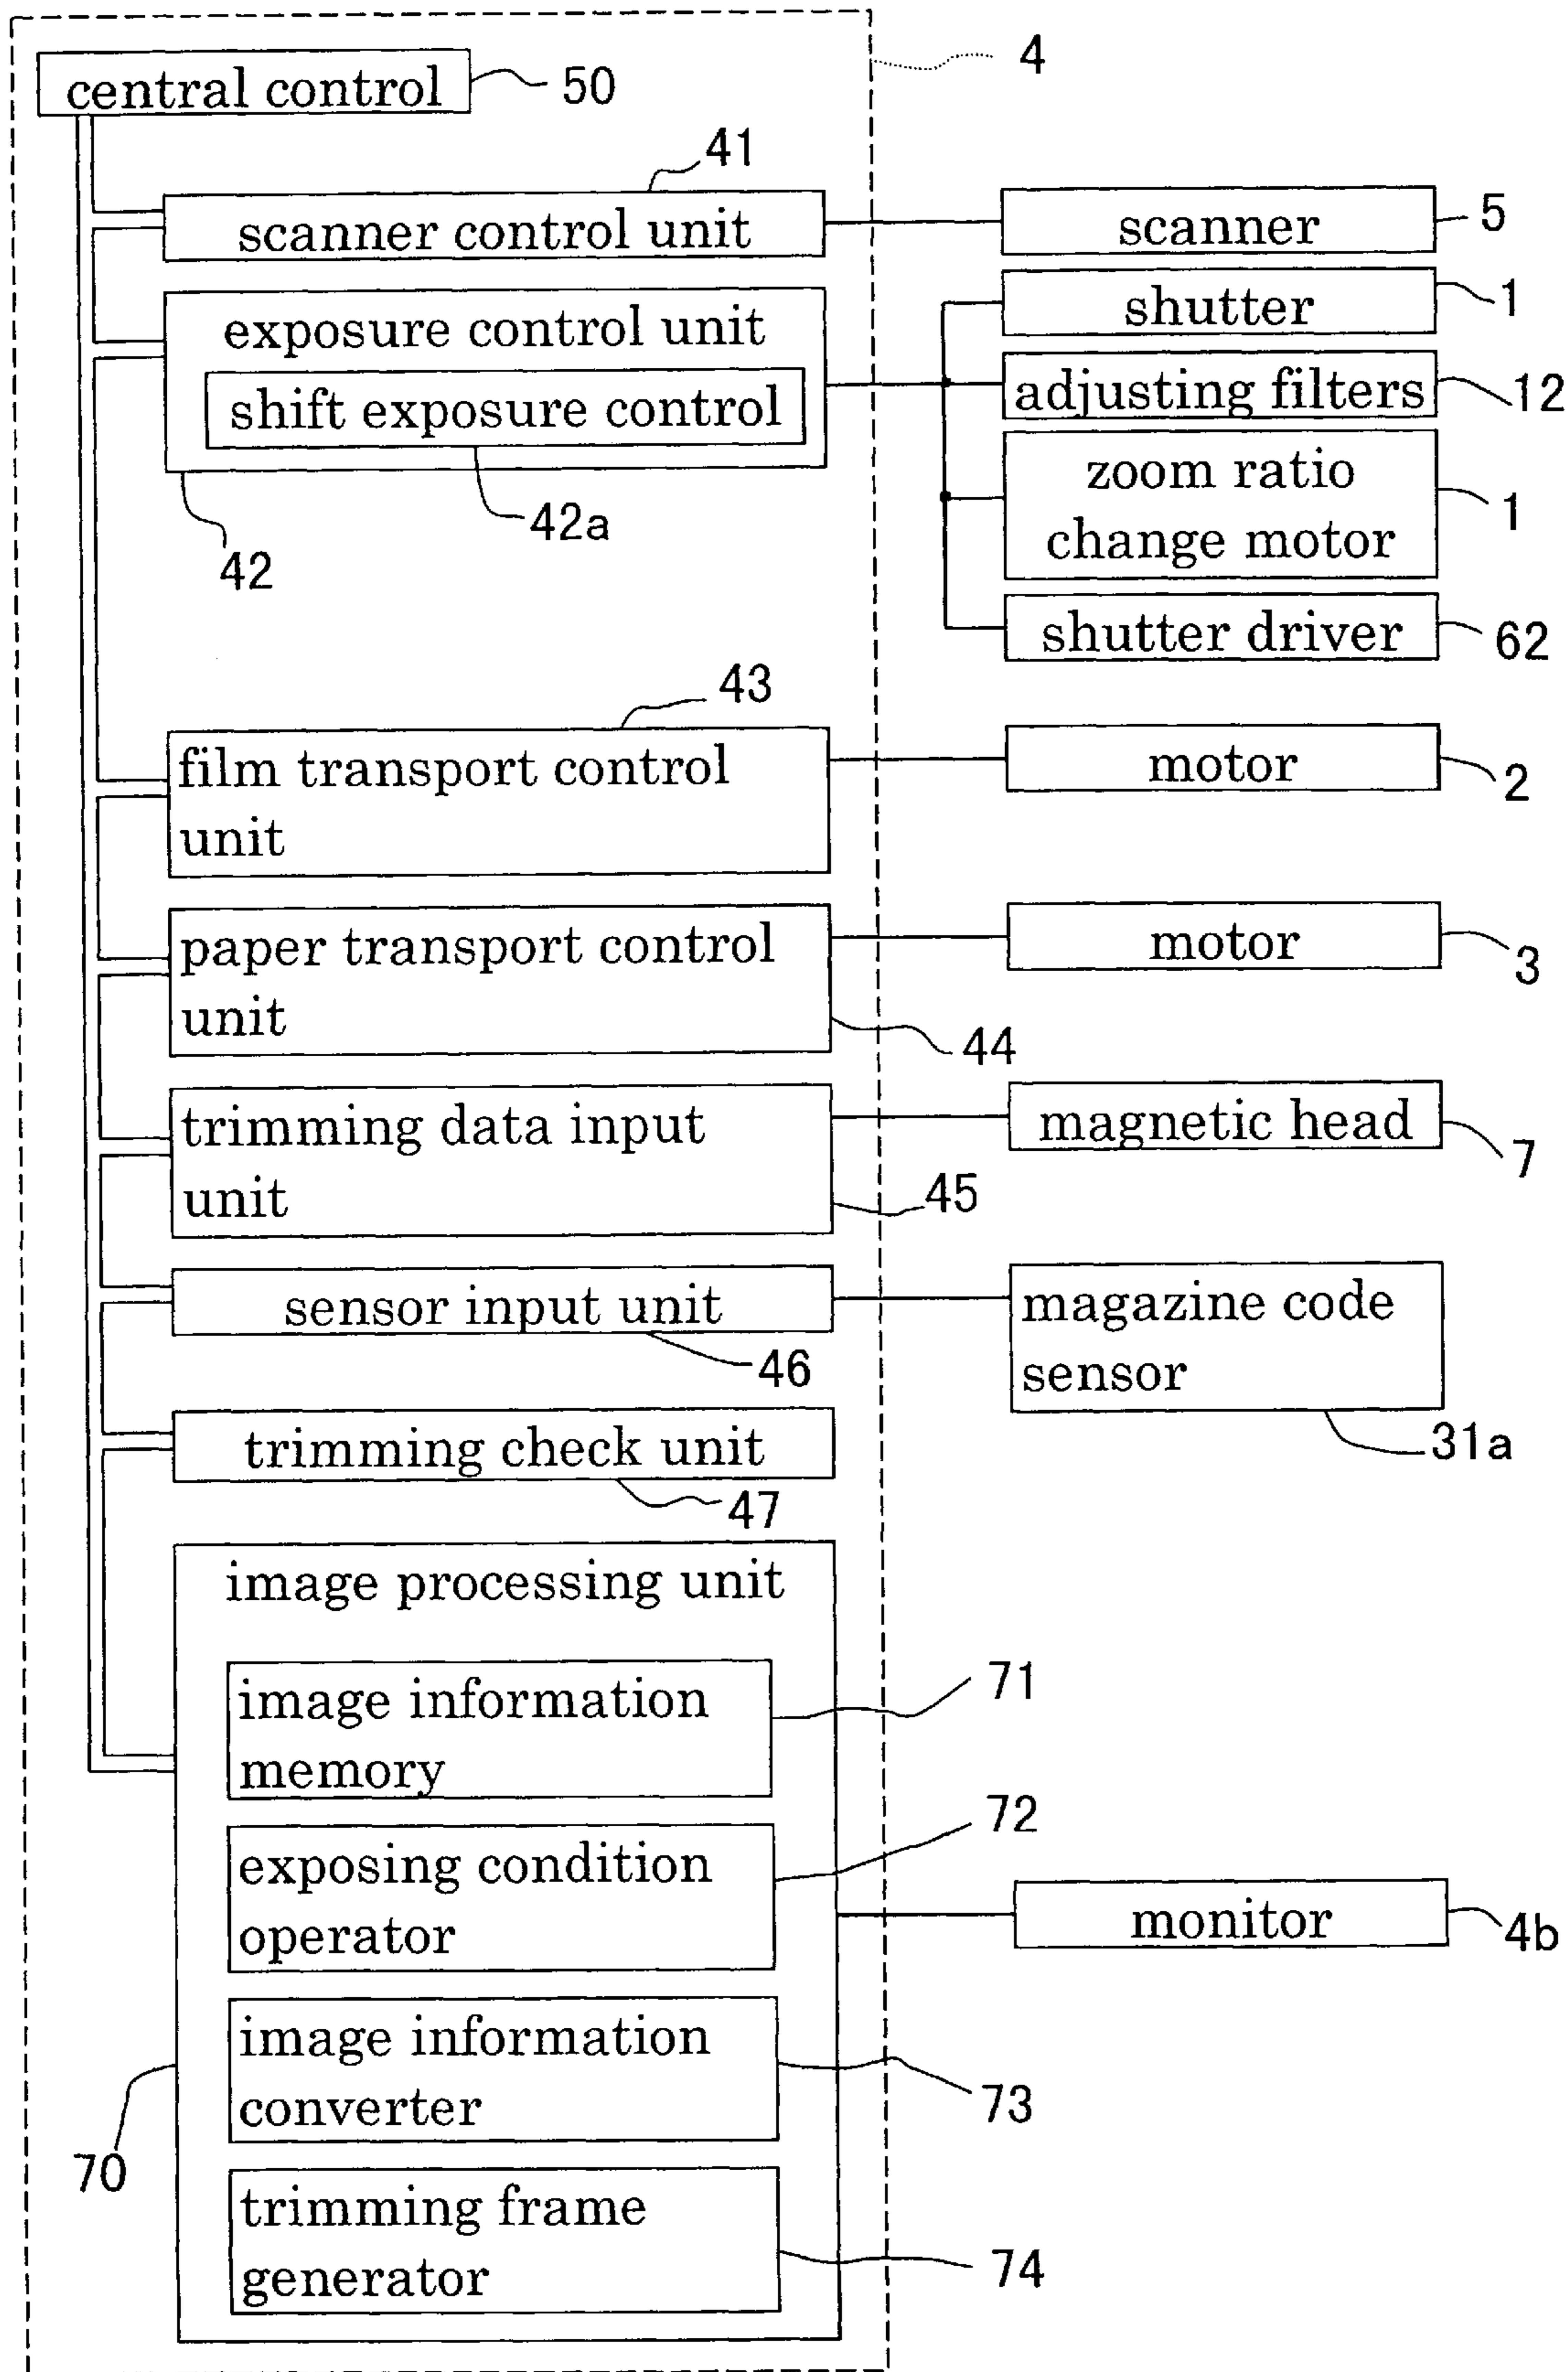 4
central control
50
41
scanner control unit
scanner
5
exposure control unit
shutter
1
shift exposure control
adjusting filters
12
42a
42
zoom ratio
change motor
1
shutter driver
62
43
film transport control
unit
motor
2
paper transport control
unit
44
motor
3
trimming data input
unit
45
magnetic head
7
sensor input unit
46
magazine code
sensor
31a
trimming check unit
47
image processing unit
image information
memory
71
exposing condition
operator
72
monitor
4b
image information
converter
73
70
trimming frame
generator
74